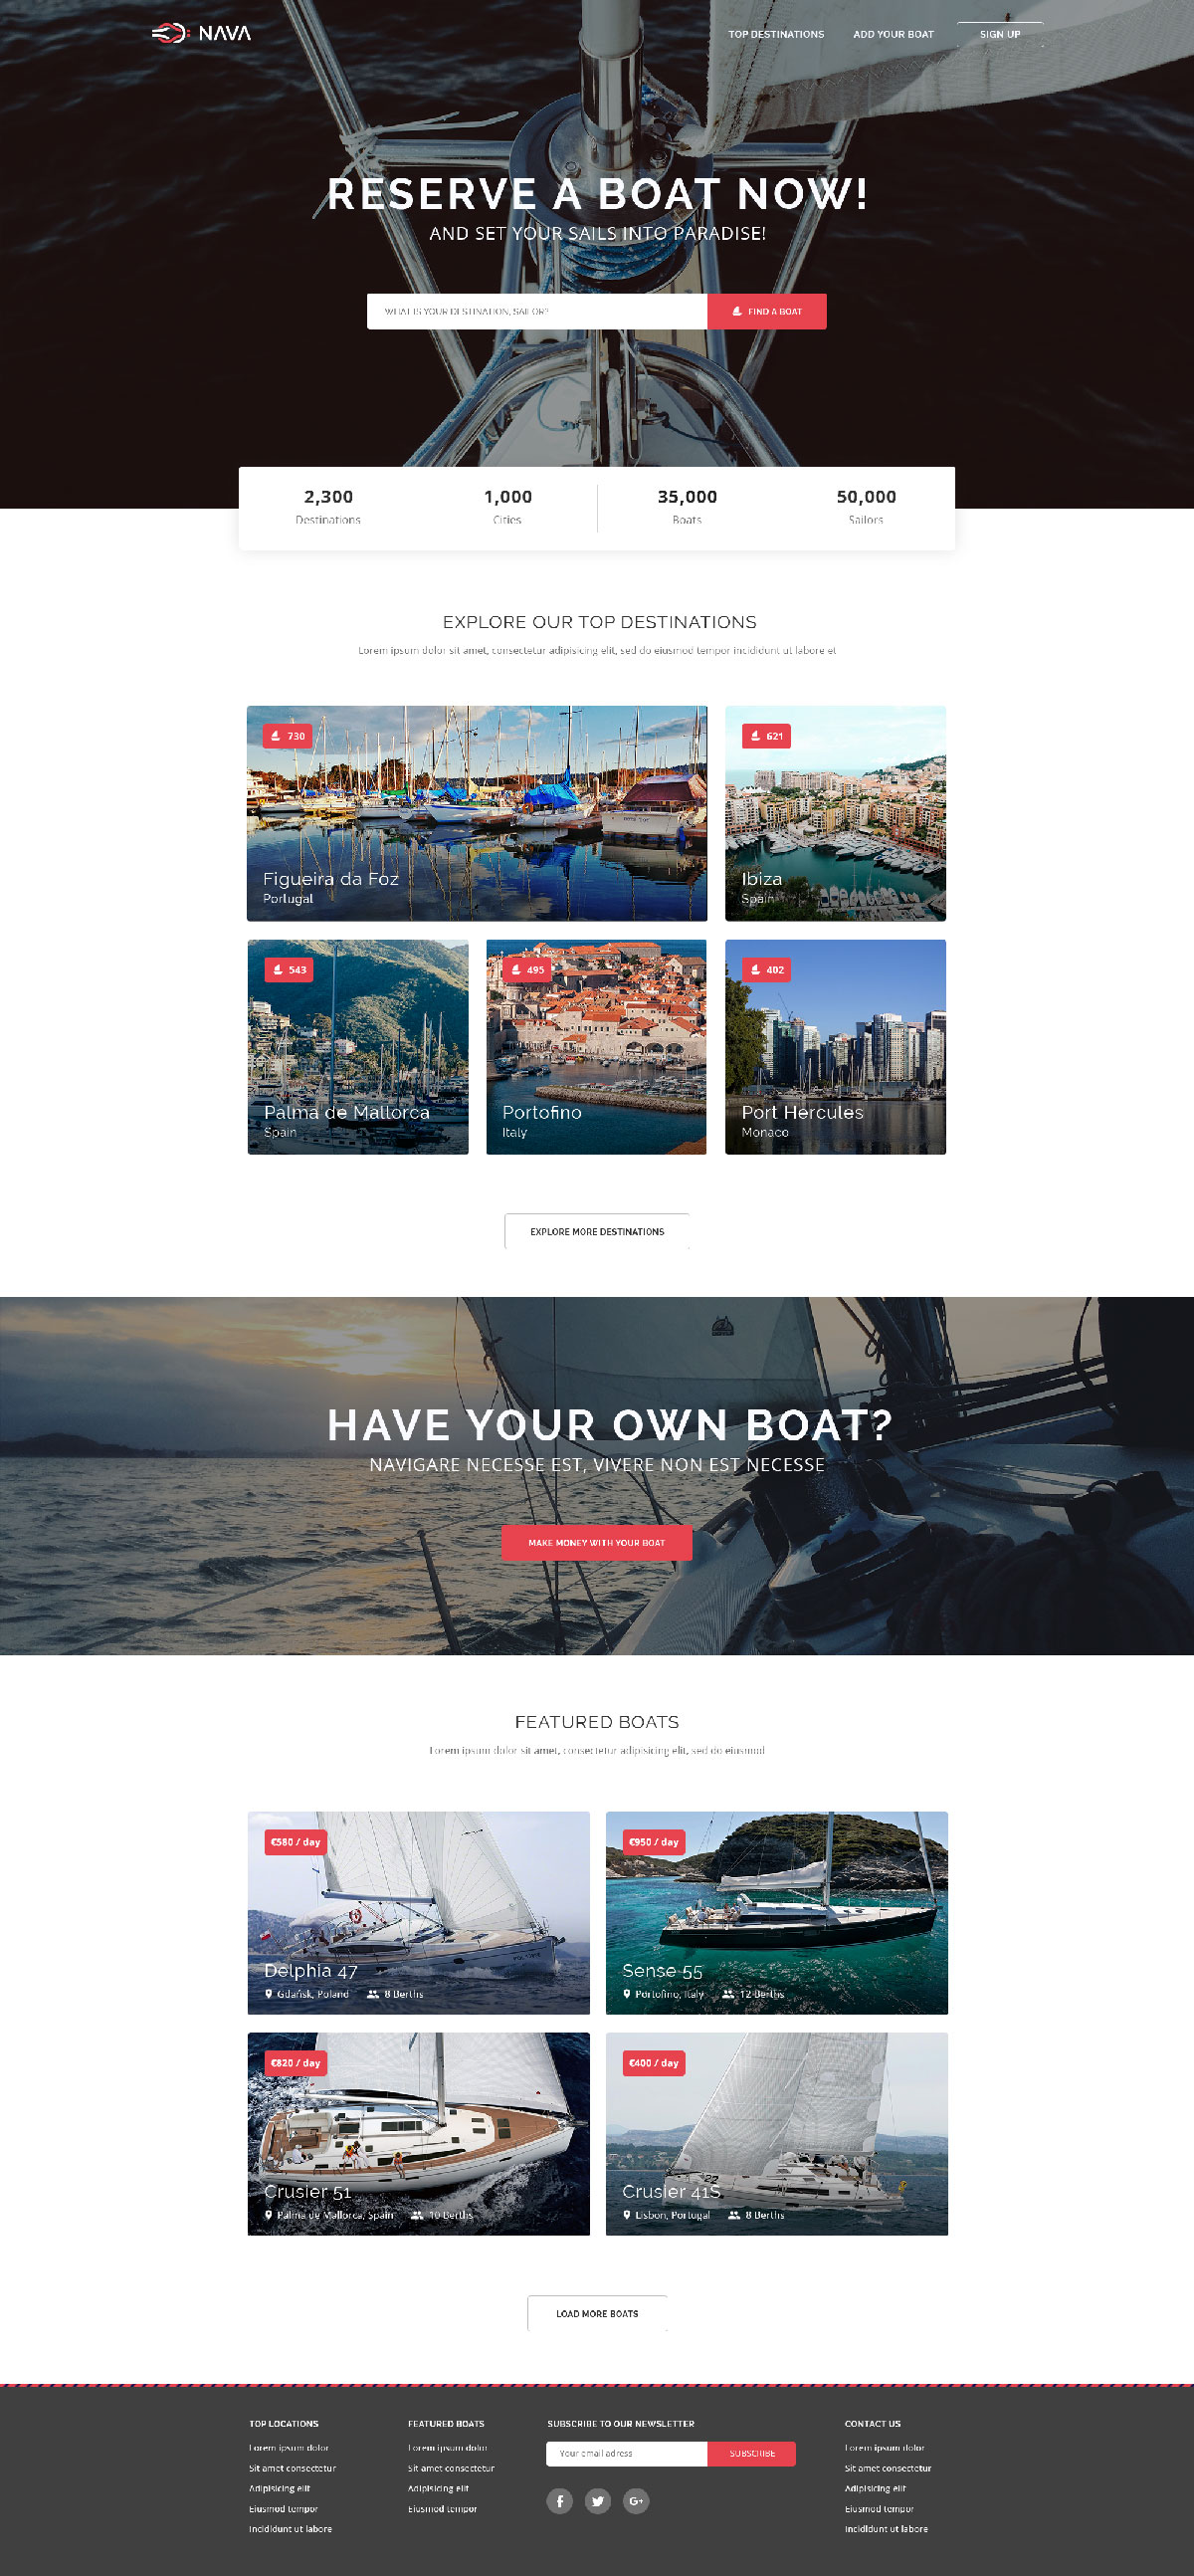 NAVA
TOP DESTINATIONS ADD YOUR BOAT SIGN UP
RESERVE A BOAT NOW!
AND SET YOUR SAILS INTO PARADISE!
WHAT IS YOUR DESTINATION, SAILOR? FIND A BOAT
2,300 1,000 35,000 50,000
Destinations Cities Boats Sailors
EXPLORE OUR TOP DESTINATIONS
Lorem ipsum dolor sit amet, consectetur adipisicing elit, sed do eiusmod tempor incididunt ut labore et
730
Figueira da Foz
Portugal
621
Ibiza
Spain
543
Palma de Mallorca
Spain
495
Portofino
Italy
402
Port Hercules
Monaco
EXPLORE MORE DESTINATIONS
HAVE YOUR OWN BOAT?
NAVIGARE NECESSE EST, VIVERE NON EST NECESSE
MAKE MONEY WITH YOUR BOAT
FEATURED BOATS
Lorem ipsum dolor sit amet, consectetur adipisicing elit, sed do eiusmod
€580 / day
Delphia 47
Gdańsk, Poland 8 Berths
€950 / day
Sense 55
Portofino, Italy 12 Berths
€820 / day
Crusier 51
Palma de Mallorca, Spain 10 Berths
€400 / day
Crusier 41S
Lisbon, Portugal 8 Berths
LOAD MORE BOATS
TOP LOCATIONS
Lorem ipsum dolor
Sit amet consectetur
Adipisicing elit
Eiusmod tempor
Incididunt ut labore
FEATURED BOATS
Lorem ipsum dolor
Sit amet consectetur
Adipisicing elit
Eiusmod tempor
SUBSCRIBE TO OUR NEWSLETTER
Your email adress SUBSCRIBE
CONTACT US
Lorem ipsum dolor
Sit amet consectetur
Adipisicing elit
Eiusmod tempor
Incididunt ut labore